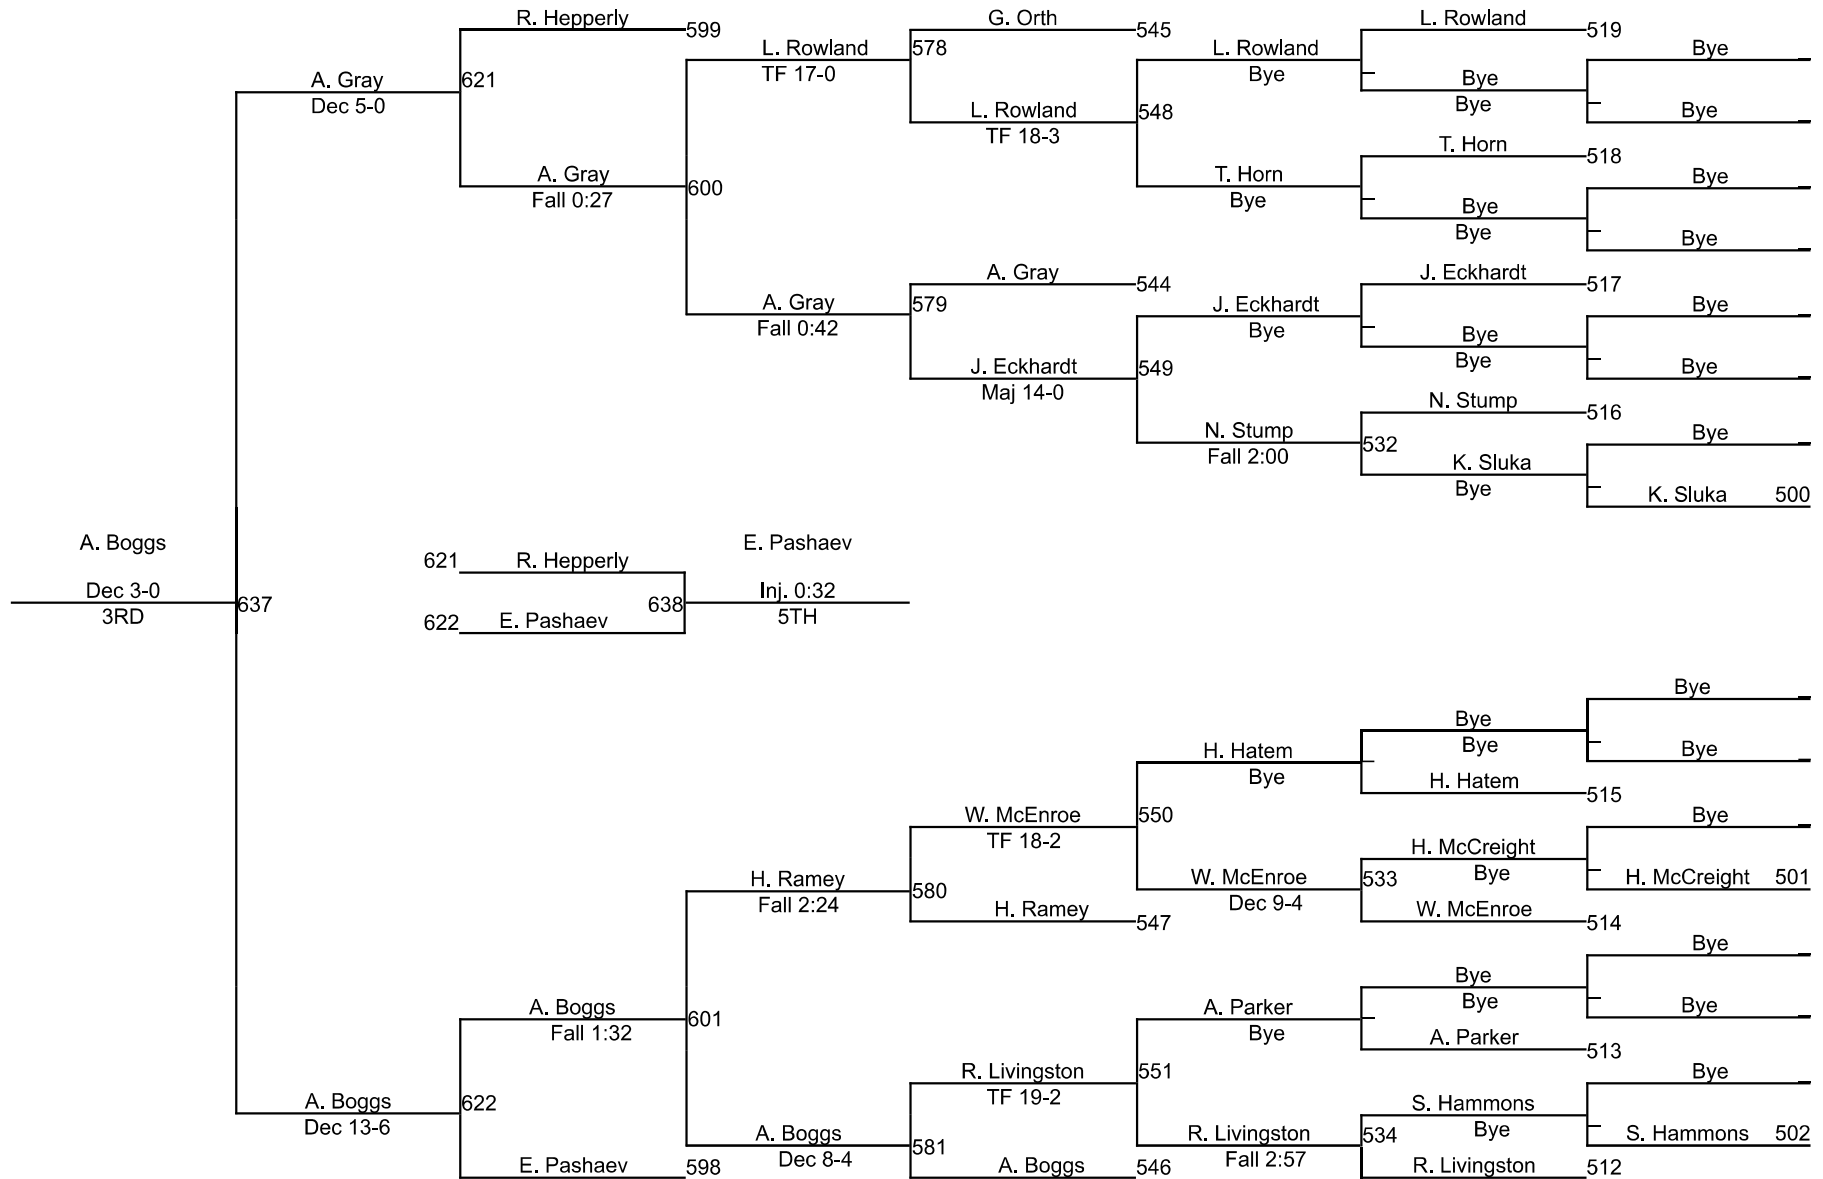 R. Hepperly
599
G. Orth
545
L. Rowland
519
L. Rowland
TF 17-0
578
L. Rowland
Bye
Bye
A. Gray
Dec 5-0
621
Bye
Bye
L. Rowland
TF 18-3
548
Bye
T. Horn
518
A. Gray
Fall 0:27
600
T. Horn
Bye
Bye
Bye
Bye
Bye
A. Gray
544
J. Eckhardt
517
A. Gray
Fall 0:42
579
J. Eckhardt
Bye
Bye
Bye
Bye
J. Eckhardt
Maj 14-0
549
Bye
N. Stump
516
N. Stump
Fall 2:00
532
Bye
K. Sluka
Bye
K. Sluka 500
A. Boggs
Dec 3-0
3RD
637
621
R. Hepperly
622
E. Pashaev
638
E. Pashaev
Inj. 0:32
5TH
Bye
Bye
Bye
Bye
H. Hatem
Bye
H. Hatem
515
W. McEnroe
TF 18-2
550
Bye
H. McCreight
Bye
H. Ramey
Fall 2:24
580
W. McEnroe
Dec 9-4
533
H. McCreight 501
H. Ramey
547
W. McEnroe
514
Bye
Bye
Bye
A. Boggs
Fall 1:32
601
A. Parker
Bye
Bye
A. Parker
513
R. Livingston
TF 19-2
551
Bye
A. Boggs
Dec 13-6
622
S. Hammons
Bye
A. Boggs
Dec 8-4
581
R. Livingston
Fall 2:57
534
S. Hammons 502
E. Pashaev
598
A. Boggs
546
R. Livingston
512